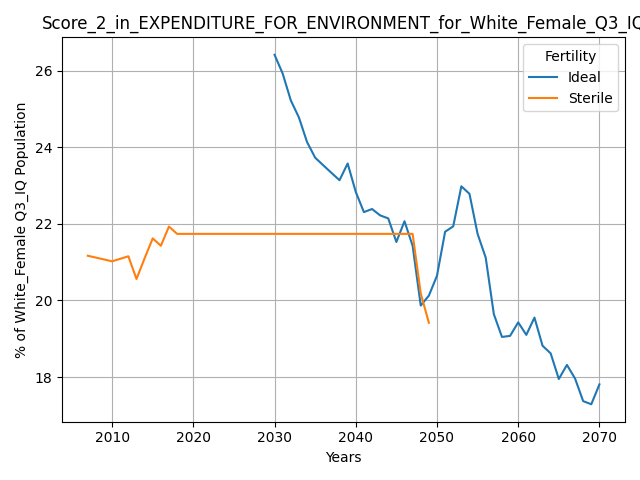 Score_2_in_EXPENDITURE_FOR_ENVIRONMENT_for_White_Female_Q3_IQ
Fertility
Ideal
Sterile
% of White_Female Q3_IQ Population
26
24
22
20
18
2010 2020 2030 2040 2050 2060 2070
Years